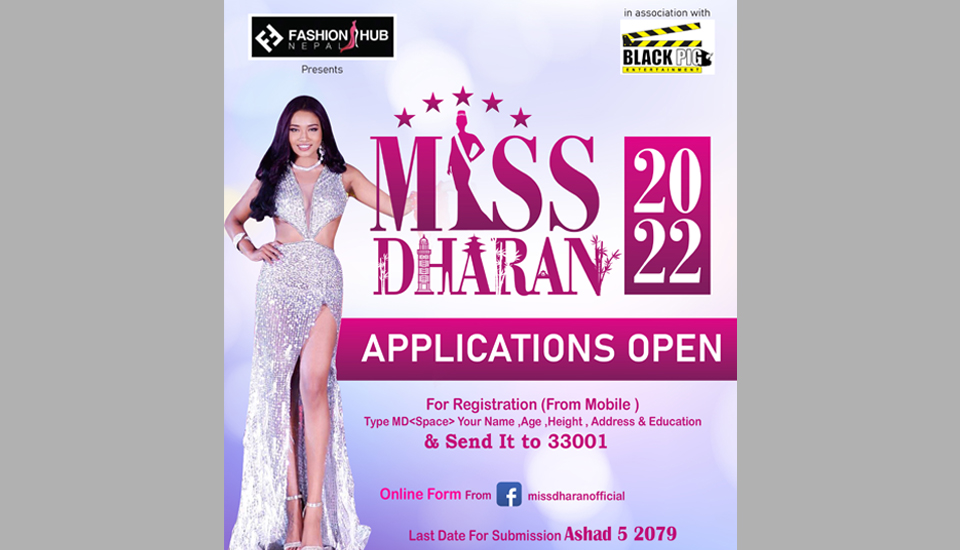 FASHION HUB
NEPAL
Presents
in association with
BLACK PIG
ENTERTAINMENT
MISS
DHARAN
20
22
APPLICATIONS OPEN
For Registration (From Mobile )
Type MD<Space> Your Name ,Age ,Height , Address & Education
& Send It to 33001
Online Form From f missdharanofficial
Last Date For Submission Ashad 5 2079